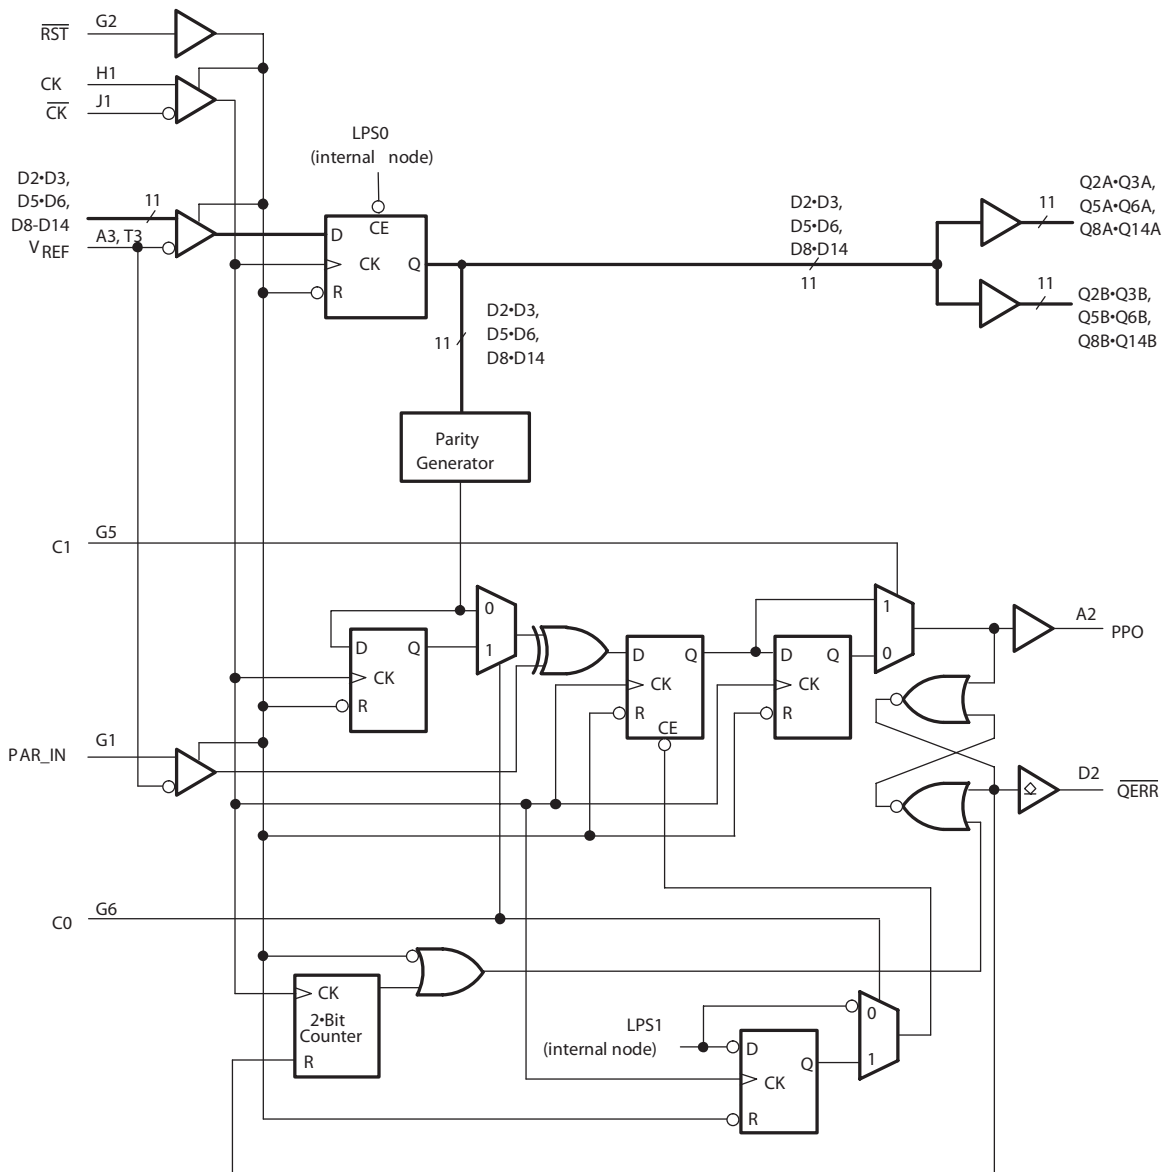 RST
G2
CK
H1
CK
J1
LPS0
(internal node)
D2•D3,
D5•D6,
D8-D14
11
VREF
A3, T3
D
CE
CK
Q
R
D2•D3,
D5•D6,
D8•D14
11
11
Q2A•Q3A,
Q5A•Q6A,
Q8A•Q14A
11
Q2B•Q3B,
Q5B•Q6B,
Q8B•Q14B
11
D2•D3,
D5•D6,
D8•D14
Parity
Generator
C1
G5
0
1
D
Q
CK
R
D
Q
CK
R
CE
D
Q
CK
R
1
0
A2
PPO
PAR_IN
G1
D2
QERR
C0
G6
CK
2•Bit
Counter
R
LPS1
(internal node)
D
Q
CK
R
0
1